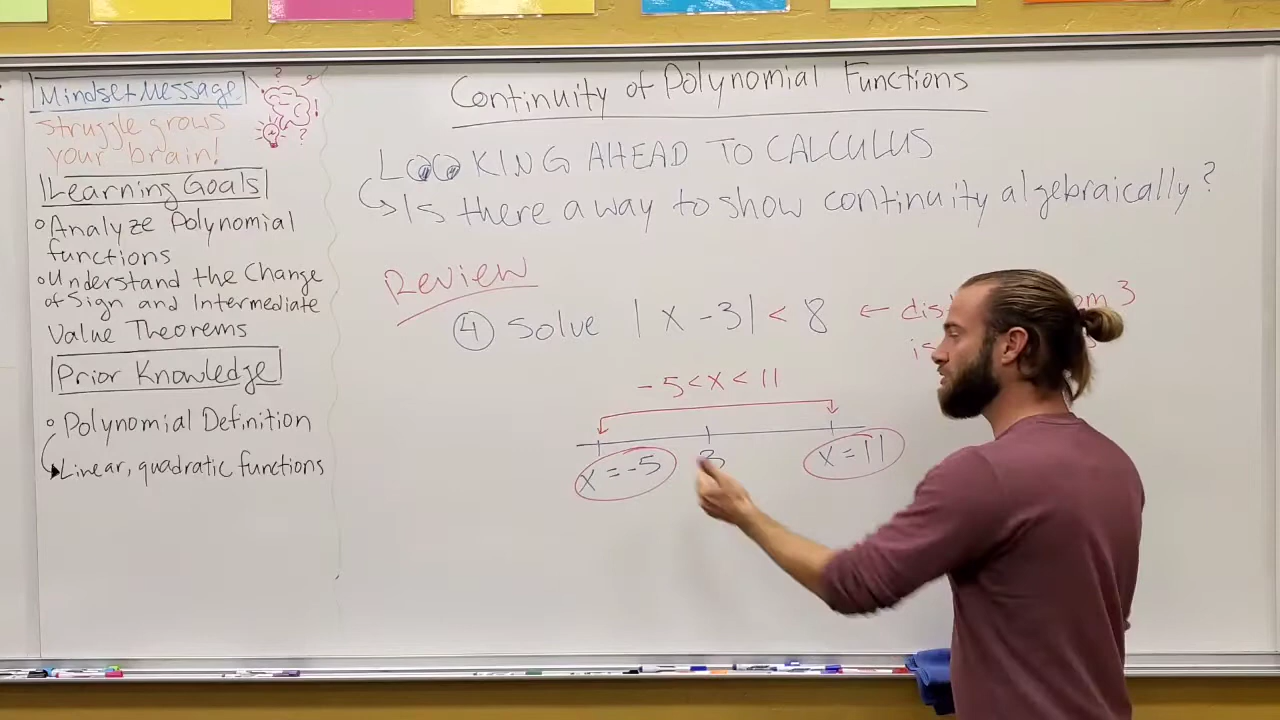 Mindset Message
Struggle grows
your brain!
Learning Goals
Analyze Polynomial
functions
Understand the Change
of Sign and Intermediate
Value Theorems
Prior Knowledge
Polynomial Definition
Linear, quadratic functions
Continuity of Polynomial Functions
LOOKING AHEAD TO CALCULUS
Is there a way to show continuity algebraically?
Review
4 Solve |x - 3| < 8 ← 3
-5 < x < 11
x = -5 3 x = 11